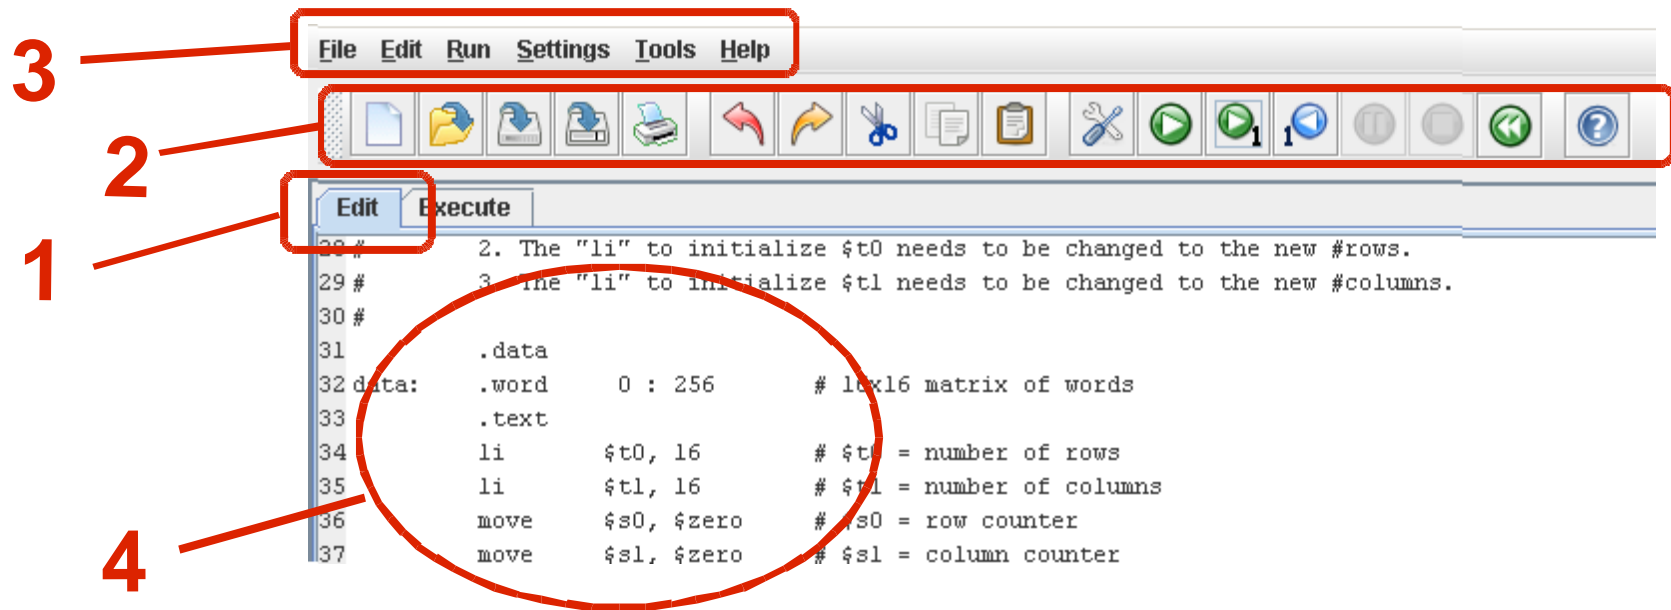 3
File Edit Run Settings Tools Help
2
1 1
1
Edit Execute
28 # 2. The "li" to initialize $t0 needs to be changed to the new #rows.
29 # 3. The "li" to initialize $t1 needs to be changed to the new #columns.
30 #
31 .data
32 data: .word 0 : 256 # 16x16 matrix of words
33 .text
34 li $t0, 16 # $t0 = number of rows
35 li $t1, 16 # $t1 = number of columns
36 move $s0, $zero # $s0 = row counter
37 move $s1, $zero # $s1 = column counter
4